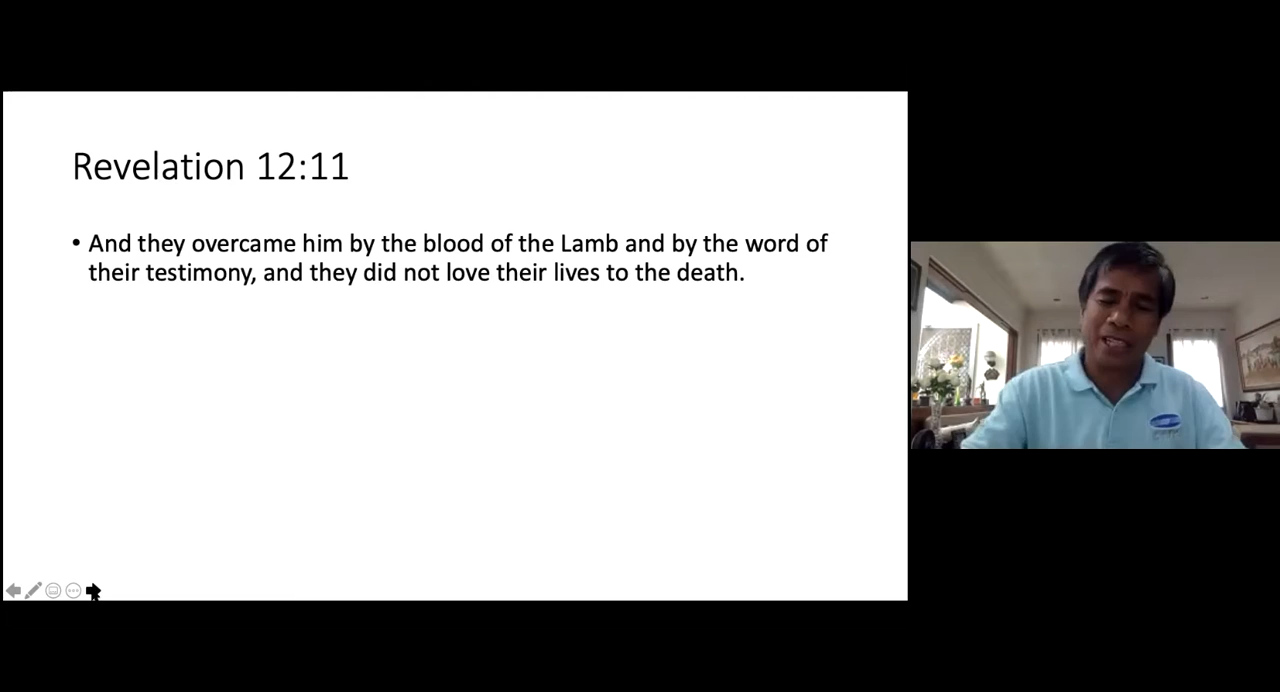 Revelation 12:11
• And they overcame him by the blood of the Lamb and by the word of
their testimony, and they did not love their lives to the death.